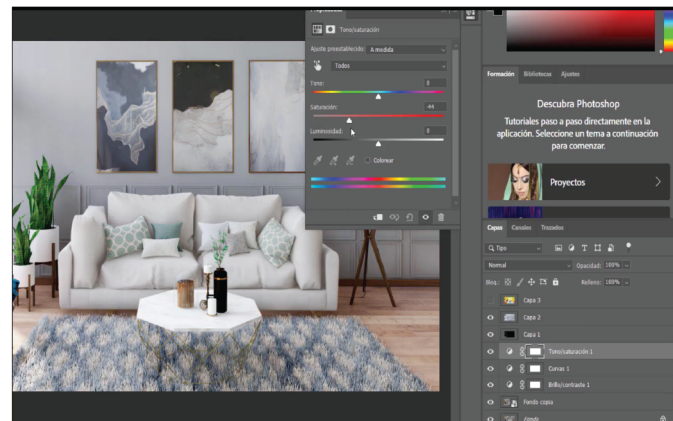 Propiedades
Tono/saturación
Ajuste preestablecido: A medida
Todos
Tono: 0
Saturación: -44
Luminosidad: 0
Colorear
Formación Bibliotecas Ajustes
Descubra Photoshop
Tutoriales paso a paso directamente en la
aplicación. Seleccione un tema a continuación
para comenzar.
Proyectos
Capas Canales Trazados
Tipo
Normal Opacidad: 100%
Bloq.: Relleno: 100%
Capa 3
Capa 2
Capa 1
Tono/saturación 1
Curvas 1
Brillo/contraste 1
Fondo copia
Fondo